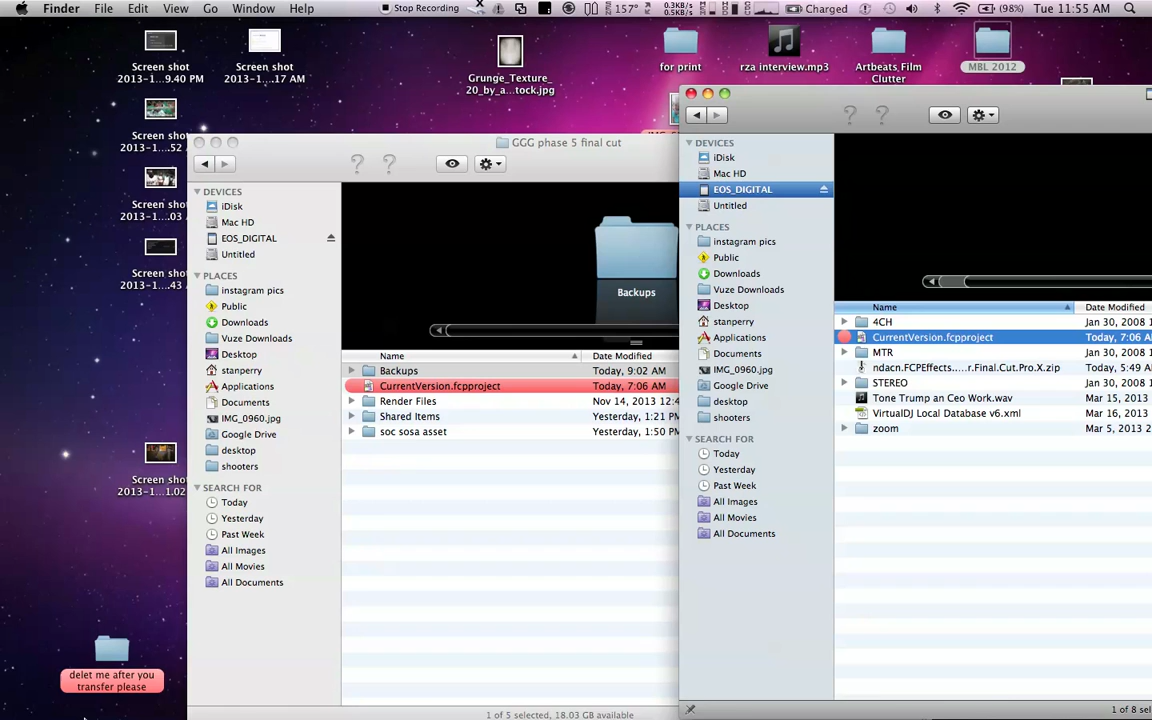 Finder File Edit View Go Window Help
Stop Recording
157°
0.3KB/s
0.5KB/s
Charged
(98%)
Tue 11:55 AM
Screen shot
2013-1...9.40 PM
Screen shot
2013-1....17 AM
Grunge_Texture_
20_by_a...tock.jpg
for print
rza interview.mp3
Artbeats_Film
Clutter
MBL 2012
Screen shot
2013-1....52
Screen shot
2013-1....03
Screen shot
2013-1....43
Screen shot
2013-1...1.02
delet me after you
transfer please
GGG phase 5 final cut
DEVICES
iDisk
Mac HD
EOS_DIGITAL
Untitled
PLACES
instagram pics
Public
Downloads
Vuze Downloads
Desktop
stanperry
Applications
Documents
IMG_0960.jpg
Google Drive
desktop
shooters
SEARCH FOR
Today
Yesterday
Past Week
All Images
All Movies
All Documents
Backups
Name Date Modified
Backups Today, 9:02 AM
CurrentVersion.fcpproject Today, 7:06 AM
Render Files Nov 14, 2013 12:4
Shared Items Yesterday, 1:21 P
soc sosa asset Yesterday, 1:50 P
1 of 5 selected, 18.03 GB available
DEVICES
iDisk
Mac HD
EOS_DIGITAL
Untitled
PLACES
instagram pics
Public
Downloads
Vuze Downloads
Desktop
stanperry
Applications
Documents
IMG_0960.jpg
Google Drive
desktop
shooters
SEARCH FOR
Today
Yesterday
Past Week
All Images
All Movies
All Documents
Name Date Modified
4CH Jan 30, 2008 1
CurrentVersion.fcpproject Today, 7:06 A
MTR Jan 30, 2008 1
ndacn.FCPEffects.....r.Final.Cut.Pro.X.zip Today, 5:49 A
STEREO Jan 30, 2008 1
Tone Trump an Ceo Work.wav Mar 15, 2013
VirtualDJ Local Database v6.xml Mar 16, 2013
zoom Mar 5, 2013 2
1 of 8 sel